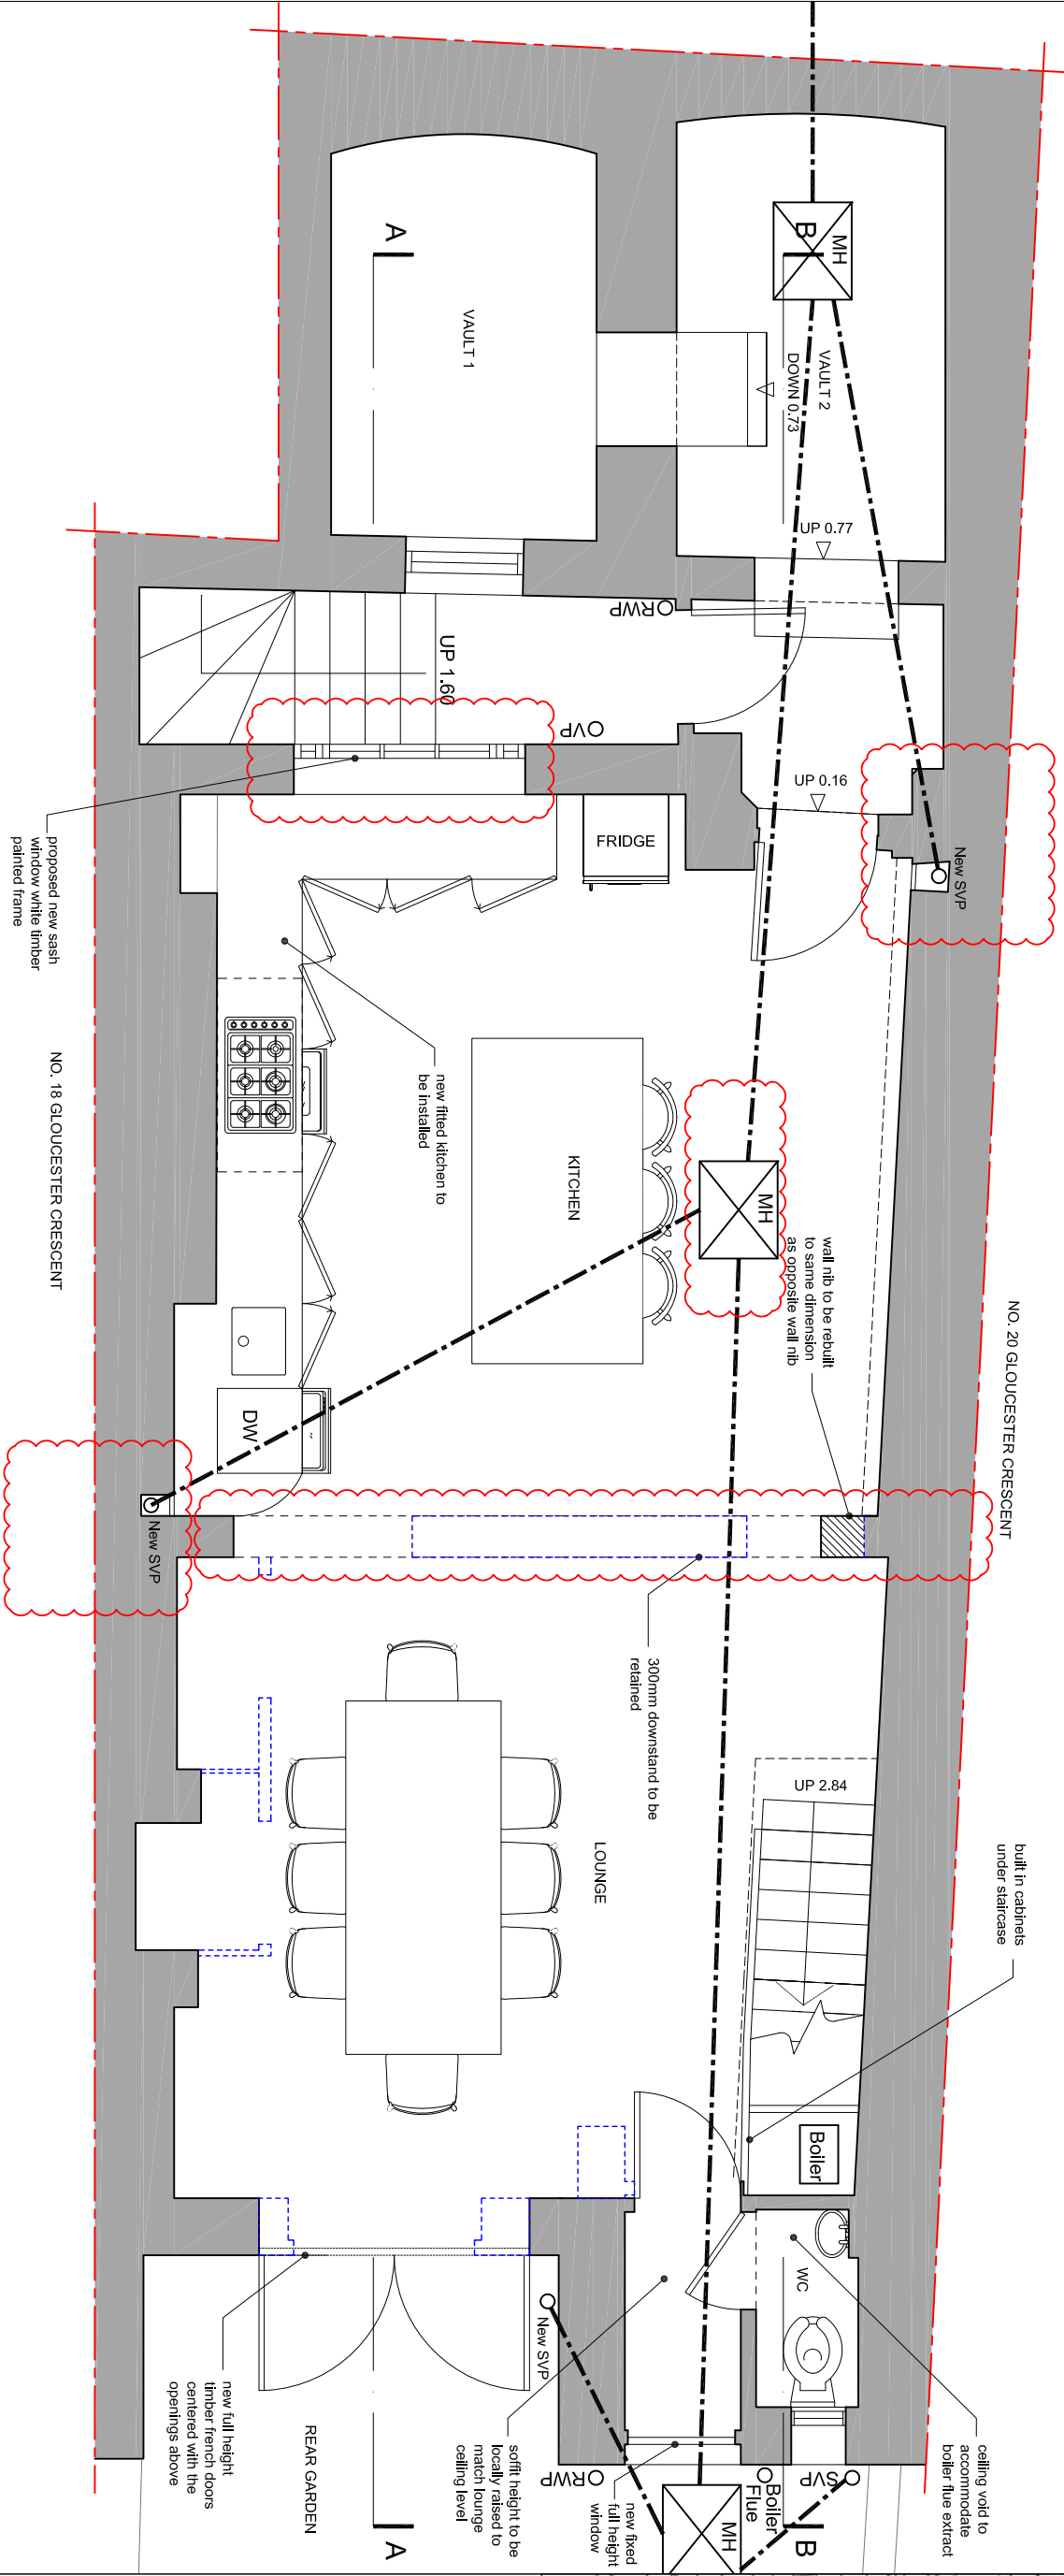 MH
B
A
VAULT 1
VAULT 2
DOWN 0.73
UP 0.77
RWP
UP 1.60
VP
UP 0.16
New SVP
FRIDGE
proposed new sash
window white timber
painted frame
NO. 18 GLOUCESTER CRESCENT
new fitted kitchen to
be installed
KITCHEN
MH
wall nib to be rebuilt
to same dimension
as opposite wall nib
NO. 20 GLOUCESTER CRESCENT
DW
New SVP
300mm downstand to be
retained
UP 2.84
LOUNGE
built in cabinets
under staircase
Boiler
WC
New SVP
new full height
timber french doors
centered with the
openings above
REAR GARDEN
soffit height to be
locally raised to
match lounge
ceiling level
ceiling void to
accommodate
boiler flue extract
RWP
new fixed
full height
window
Boiler
Flue
SVP
MH
B
A